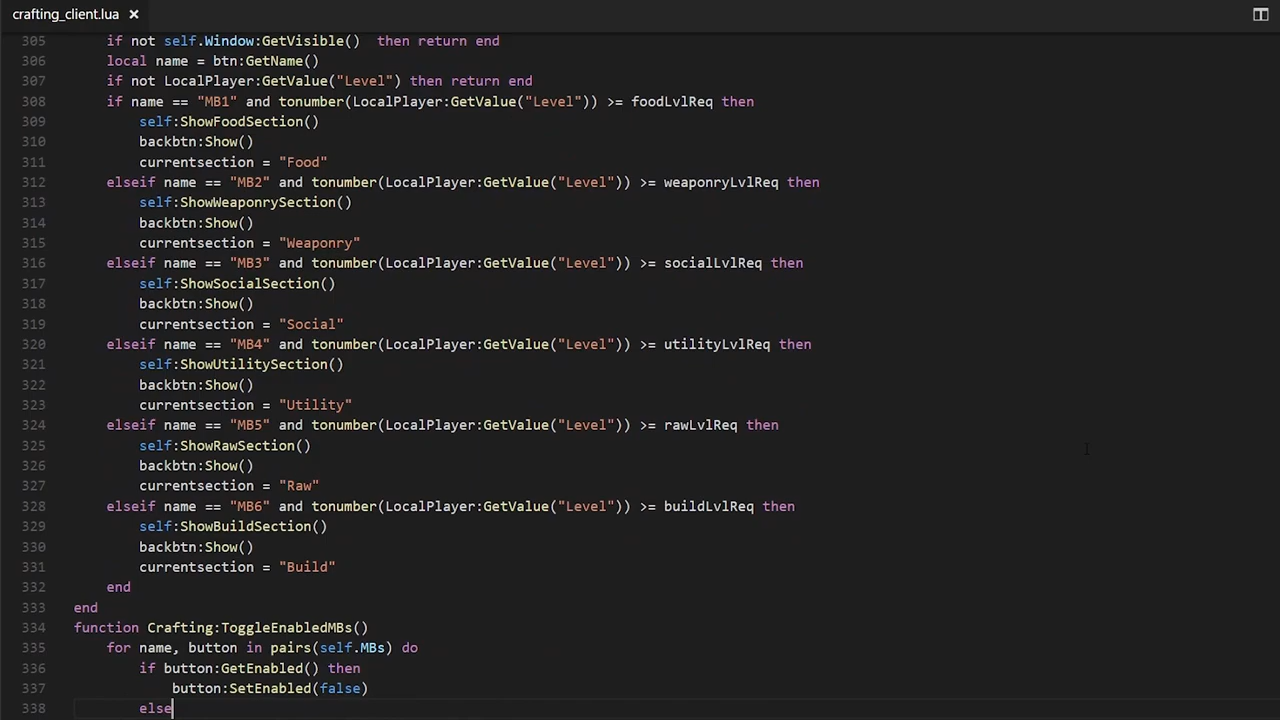 crafting_client.lua ×
305 if not self.Window:GetVisible()  then return end
306 local name = btn:GetName()
307 if not LocalPlayer:GetValue("Level") then return end
308 if name == "MB1" and tonumber(LocalPlayer:GetValue("Level")) >= foodLvlReq then
309 self:ShowFoodSection()
310 backbtn:Show()
311 currentsection = "Food"
312 elseif name == "MB2" and tonumber(LocalPlayer:GetValue("Level")) >= weaponryLvlReq then
313 self:ShowWeaponrySection()
314 backbtn:Show()
315 currentsection = "Weaponry"
316 elseif name == "MB3" and tonumber(LocalPlayer:GetValue("Level")) >= socialLvlReq then
317 self:ShowSocialSection()
318 backbtn:Show()
319 currentsection = "Social"
320 elseif name == "MB4" and tonumber(LocalPlayer:GetValue("Level")) >= utilityLvlReq then
321 self:ShowUtilitySection()
322 backbtn:Show()
323 currentsection = "Utility"
324 elseif name == "MB5" and tonumber(LocalPlayer:GetValue("Level")) >= rawLvlReq then
325 self:ShowRawSection()
326 backbtn:Show()
327 currentsection = "Raw"
328 elseif name == "MB6" and tonumber(LocalPlayer:GetValue("Level")) >= buildLvlReq then
329 self:ShowBuildSection()
330 backbtn:Show()
331 currentsection = "Build"
332 end
333 end
334 function Crafting:ToggleEnabledMBs()
335 for name, button in pairs(self.MBs) do
336 if button:GetEnabled() then
337 button:SetEnabled(false)
338 else